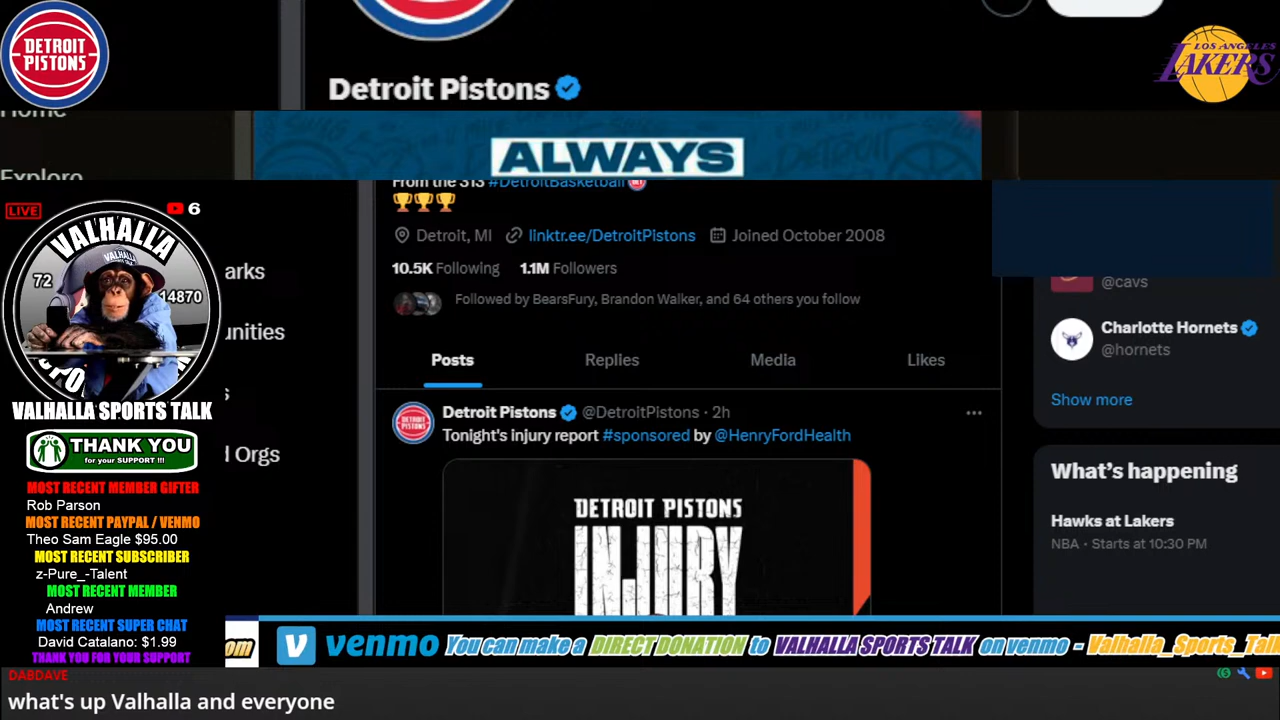 DETROIT
PISTONS
Detroit Pistons
LOS ANGELES
LAKERS
Home
Explore
ALWAYS
From the 313 #DetroitBasketball
Detroit, MI linktr.ee/DetroitPistons Joined October 2008
10.5K Following 1.1M Followers
Followed by BearsFury, Brandon Walker, and 64 others you follow
Posts Replies Media Likes
Detroit Pistons @DetroitPistons · 2h
Tonight's injury report #sponsored by @HenryFordHealth
DETROIT PISTONS
INJURY
@cavs
Charlotte Hornets
@hornets
Show more
What's happening
Hawks at Lakers
NBA · Starts at 10:30 PM
arks
unities
s
d Orgs
LIVE
6
VALHALLA
VALHALLA
72
14870
VALHALLA SPORTS TALK
THANK YOU
for your SUPPORT !!!
MOST RECENT MEMBER GIFTER
Rob Parson
MOST RECENT PAYPAL / VENMO
Theo Sam Eagle $95.00
MOST RECENT SUBSCRIBER
z-Pure_-Talent
MOST RECENT MEMBER
Andrew
MOST RECENT SUPER CHAT
David Catalano: $1.99
THANK YOU FOR YOUR SUPPORT
om venmo You can make a DIRECT DONATION to VALHALLA SPORTS TALK on venmo - Valhalla_Sports_Talk
DABDAVE
what's up Valhalla and everyone